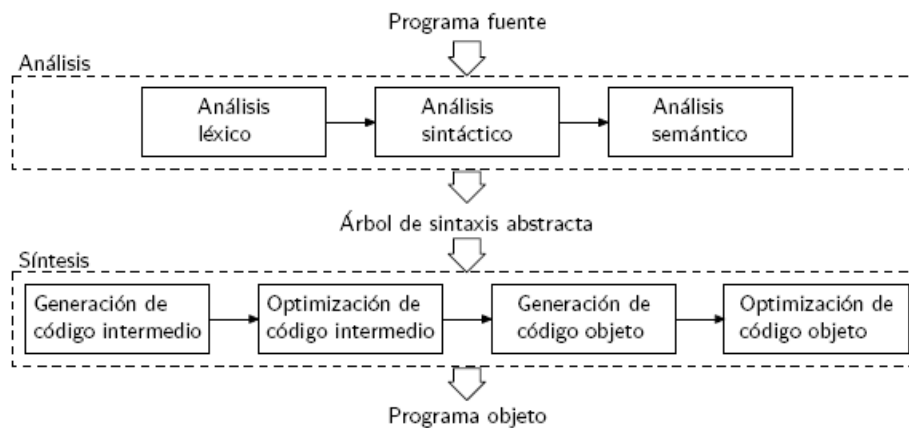 Programa fuente
Análisis
Análisis
léxico
Análisis
sintáctico
Análisis
semántico
Árbol de sintaxis abstracta
Síntesis
Generación de
código intermedio
Optimización de
código intermedio
Generación de
código objeto
Optimización de
código objeto
Programa objeto